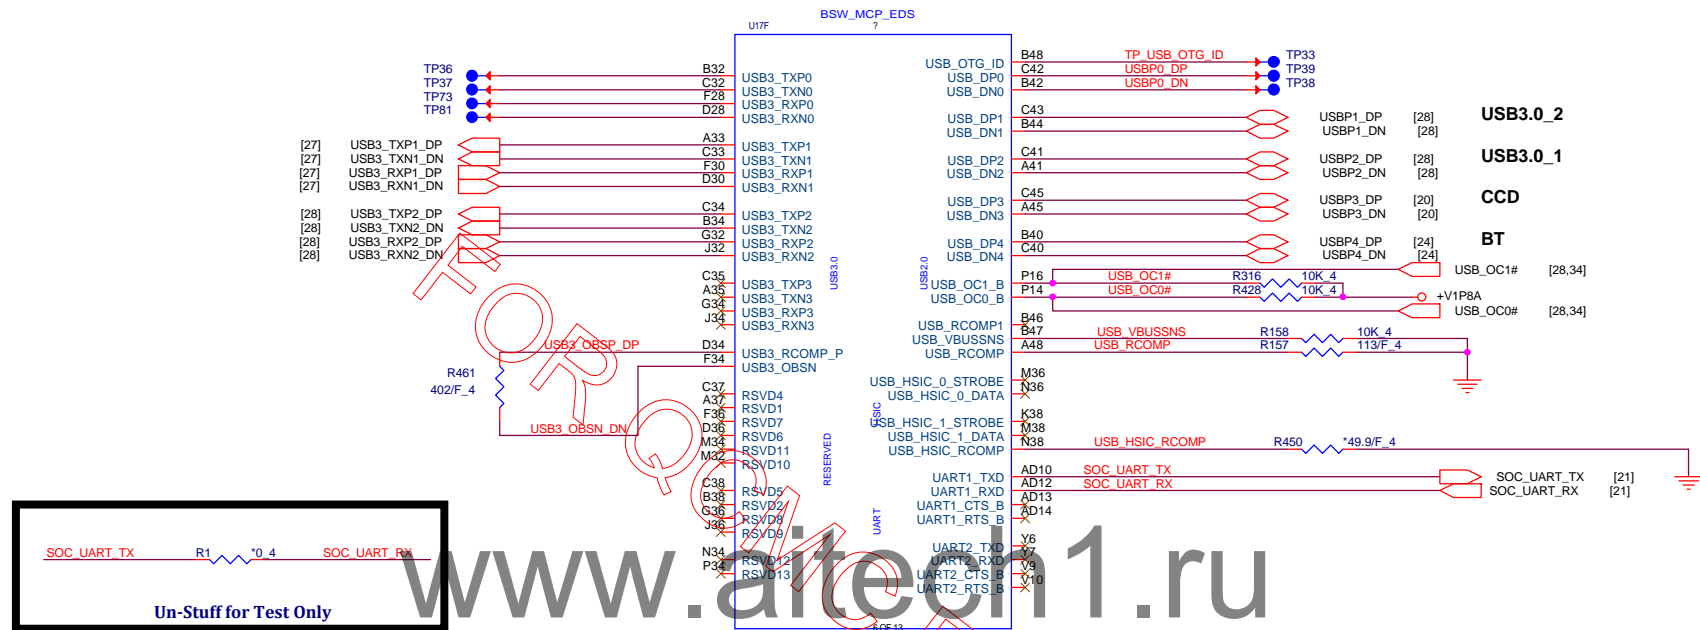 BSW_MCP_EDS
U17F
?
TP36
TP37
TP73
TP81
B32
C32
F28
D28
USB3_TXP0
USB3_TXN0
USB3_RXP0
USB3_RXN0
[27] USB3_TXP1_DP
[27] USB3_TXN1_DN
[27] USB3_RXP1_DP
[27] USB3_RXN1_DN
A33
C33
F30
D30
USB3_TXP1
USB3_TXN1
USB3_RXP1
USB3_RXN1
[28] USB3_TXP2_DP
[28] USB3_TXN2_DN
[28] USB3_RXP2_DP
[28] USB3_RXN2_DN
C34
B34
G32
J32
USB3_TXP2
USB3_TXN2
USB3_RXP2
USB3_RXN2
C35
A35
G34
J34
USB3_TXP3
USB3_TXN3
USB3_RXP3
USB3_RXN3
USB3_OBSP_DP
D34
F34
USB3_RCOMP_P
USB3_OBSN
R461
402/F_4
USB3_OBSN_DN
C37
A37
F36
D36
M34
M32
RSVD4
RSVD1
RSVD7
RSVD6
RSVD11
RSVD10
C38
B38
G36
J36
RSVD5
RSVD2
RSVD8
RSVD9
N34
P34
RSVD12
RSVD13
USB3.0
RESERVED
USB2.0
HSIC
UART
USB_OTG_ID
USB_DP0
USB_DN0
B48
C42
B42
TP_USB_OTG_ID
USBP0_DP
USBP0_DN
TP33
TP39
TP38
USB_DP1
USB_DN1
C43
B44
USBP1_DP [28]
USBP1_DN [28]
USB3.0_2
USB_DP2
USB_DN2
C41
A41
USBP2_DP [28]
USBP2_DN [28]
USB3.0_1
USB_DP3
USB_DN3
C45
A45
USBP3_DP [20]
USBP3_DN [20]
CCD
USB_DP4
USB_DN4
B40
C40
USBP4_DP [24]
USBP4_DN [24]
BT
USB_OC1_B
USB_OC0_B
P16
P14
USB_OC1#
USB_OC0#
R316 10K_4
R428 10K_4
USB_OC1# [28,34]
+V1P8A
USB_OC0# [28,34]
USB_RCOMP1
USB_VBUSSNS
USB_RCOMP
B46
B47
A48
USB_VBUSSNS
USB_RCOMP
R158 10K_4
R157 113/F_4
USB_HSIC_0_STROBE
USB_HSIC_0_DATA
M36
N36
USB_HSIC_1_STROBE
USB_HSIC_1_DATA
USB_HSIC_RCOMP
K38
M38
N38
USB_HSIC_RCOMP
R450 *49.9/F_4
UART1_TXD
UART1_RXD
UART1_CTS_B
UART1_RTS_B
AD10
AD12
AD13
AD14
SOC_UART_TX
SOC_UART_RX
SOC_UART_TX [21]
SOC_UART_RX [21]
UART2_TXD
UART2_RXD
UART2_CTS_B
UART2_RTS_B
Y6
Y7
V9
V10
6 OF 13
SOC_UART_TX R1 *0_4 SOC_UART_RX
Un-Stuff for Test Only
www.aitech1.ru